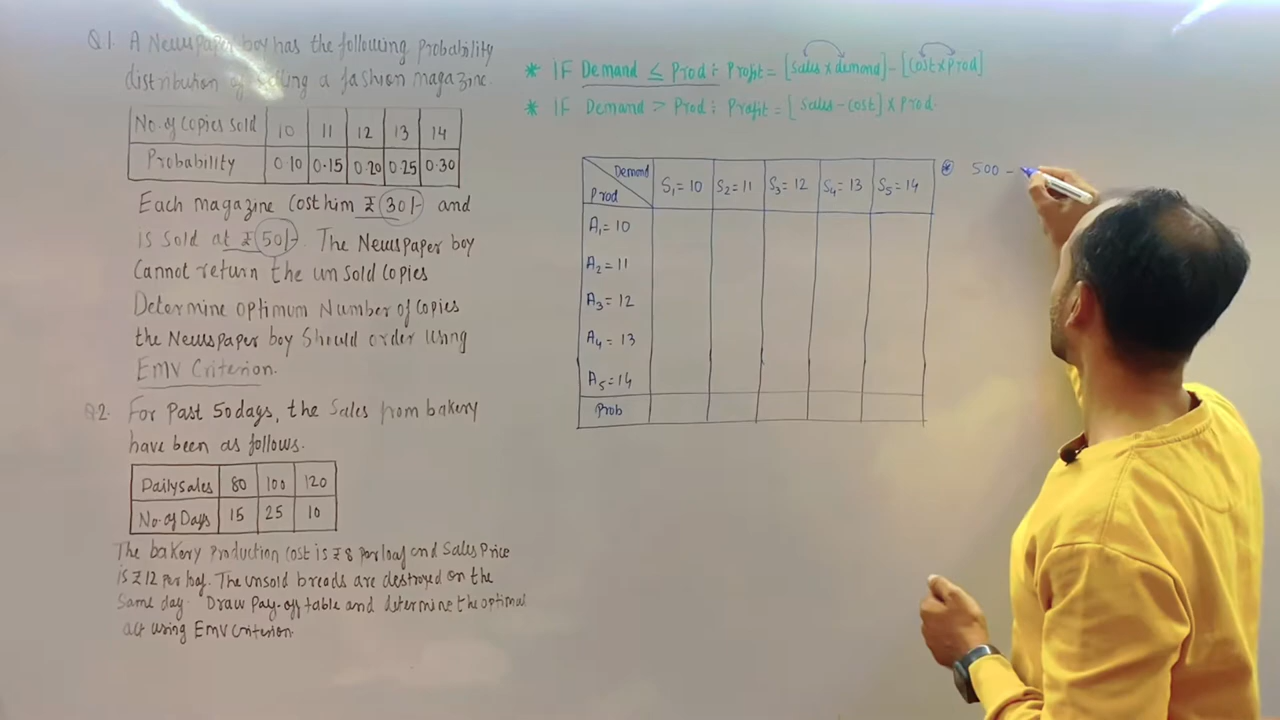 Q1. A Newspaper boy has the following Probability
distribution of selling a fashion magazine.
No. of Copies Sold 10 11 12 13 14
Probability 0.10 0.15 0.20 0.25 0.30
Each magazine Cost him ₹ 30/- and
is Sold at ₹ 50/-. The Newspaper boy
Cannot return the unsold Copies
Determine Optimum Number of Copies
the Newspaper boy Should order Using
EMV Criterion.
Q2. For Past 50 days, the Sales from bakery
have been as follows.
Daily sales 80 100 120
No. of Days 15 25 10
The bakery Production cost is ₹ 8 Per loaf and Sales Price
is ₹ 12 Per loaf. The unsold breads are destroyed on the
Same day. Draw Pay-off table and determine the optimal
act using EMV Criterion.
* IF Demand ≤ Prod : Profit = [Sales × demand] - [Cost × Prod]
* IF Demand > Prod : Profit = [Sales - Cost] × Prod.
Demand
Prod
S₁ = 10 S₂ = 11 S₃ = 12 S₄ = 13 S₅ = 14
A₁ = 10
A₂ = 11
A₃ = 12
A₄ = 13
A₅ = 14
Prob
* 500 -